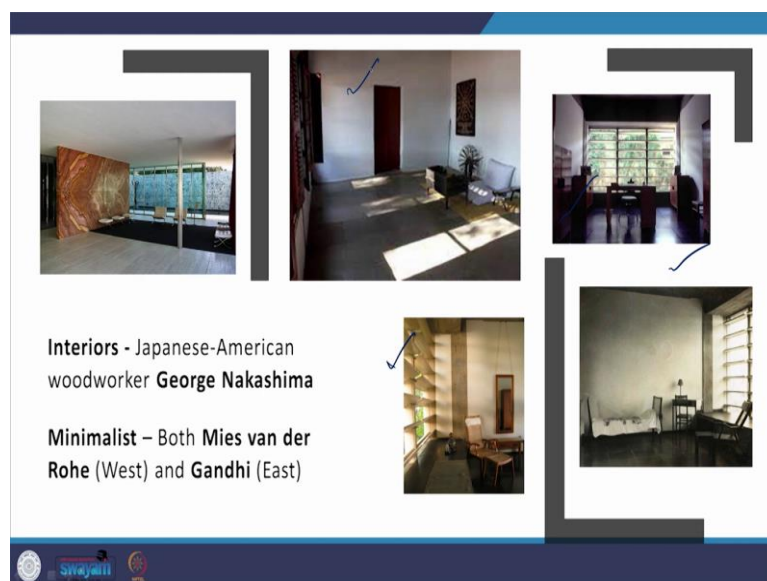 Interiors - Japanese-American
woodworker George Nakashima
Minimalist – Both Mies van der
Rohe (West) and Gandhi (East)
swayam